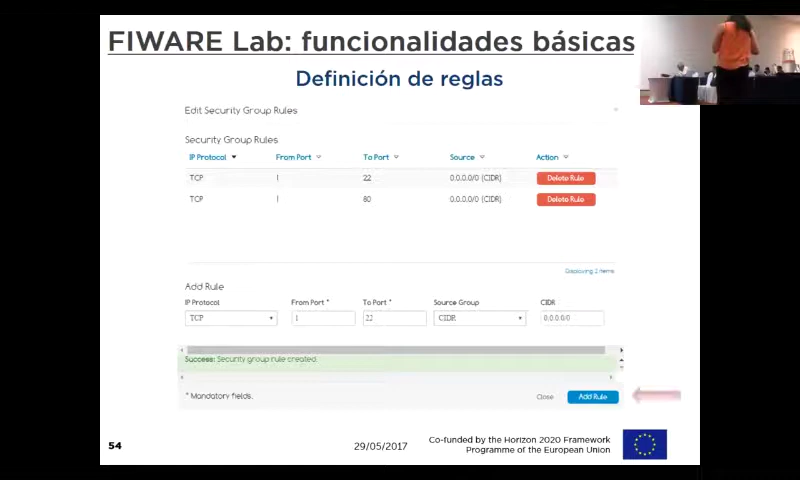 FIWARE Lab: funcionalidades básicas
Definición de reglas
Edit Security Group Rules
Security Group Rules
IP Protocol From Port To Port Source Action
TCP 1 22 0.0.0.0/0 (CIDR) Delete Rule
TCP 1 80 0.0.0.0/0 (CIDR) Delete Rule
Displaying 2 items
Add Rule
IP Protocol From Port * To Port * Source Group CIDR
TCP 1 22 CIDR 0.0.0.0/0
Success: Security group rule created.
* Mandatory fields. Close Add Rule
54 29/05/2017 Co-funded by the Horizon 2020 Framework
Programme of the European Union